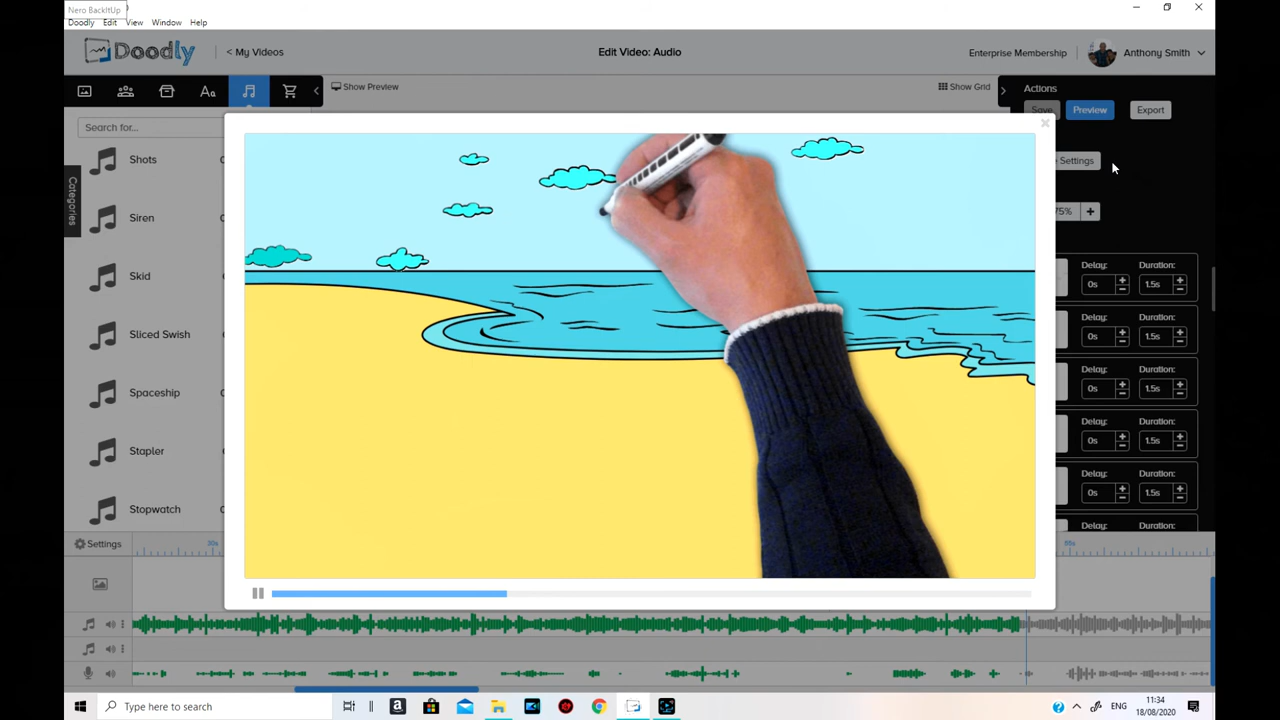 Nero BackItUp
Doodly Edit View Window Help
Doodly
< My Videos
Edit Video: Audio
Enterprise Membership
Anthony Smith
Show Preview
Show Grid
Actions
Save Preview Export
Search for...
Categories
Settings
75% +
Shots
Siren
Skid
Sliced Swish
Spaceship
Stapler
Stopwatch
Delay: Duration:
0s 1.5s
Delay: Duration:
0s 1.5s
Delay: Duration:
0s 1.5s
Delay: Duration:
0s 1.5s
Delay: Duration:
0s 1.5s
Delay: Duration:
Settings
30s
55s
Type here to search
ENG
11:34
18/08/2020